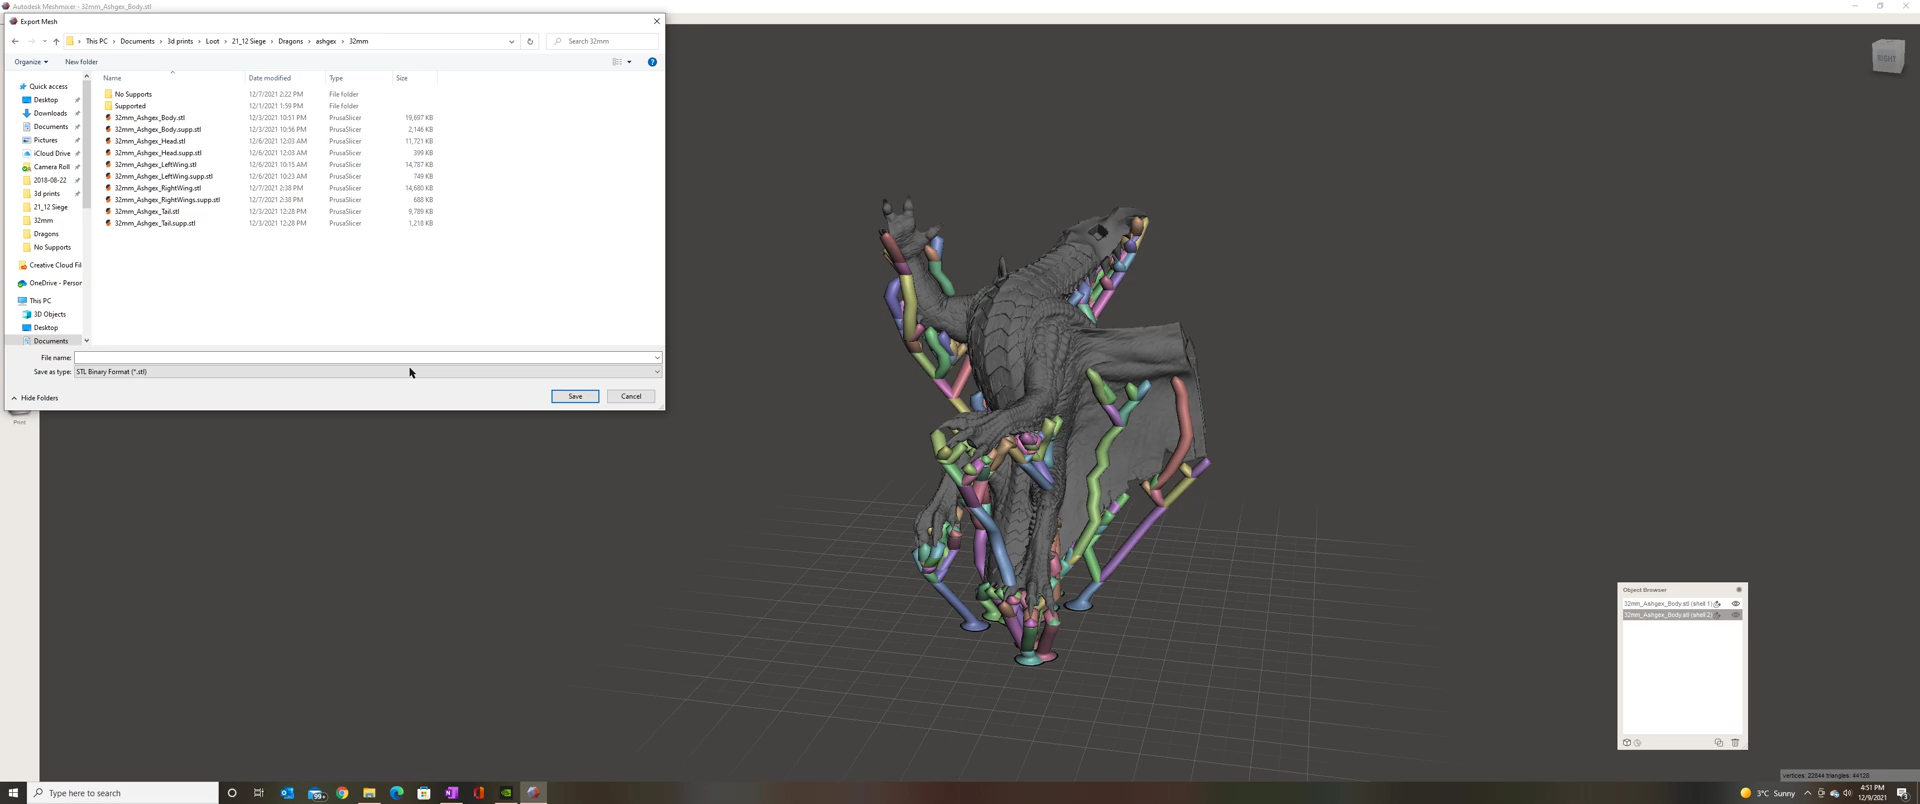 Autodesk Meshmixer - 32mm_Ashgex_Body.stl
Export Mesh
This PC > Documents > 3d prints > Loot > 21_12 Siege > Dragons > ashgex > 32mm
Search 32mm
Organize
New folder
Name Date modified Type Size
No Supports 12/7/2021 2:22 PM File folder
Supported 12/1/2021 1:59 PM File folder
32mm_Ashgex_Body.stl 12/3/2021 10:51 PM PrusaSlicer 19,697 KB
32mm_Ashgex_Body.supp.stl 12/3/2021 10:56 PM PrusaSlicer 2,146 KB
32mm_Ashgex_Head.stl 12/6/2021 12:03 AM PrusaSlicer 11,721 KB
32mm_Ashgex_Head.supp.stl 12/6/2021 12:03 AM PrusaSlicer 399 KB
32mm_Ashgex_LeftWing.stl 12/6/2021 10:15 AM PrusaSlicer 14,787 KB
32mm_Ashgex_LeftWing.supp.stl 12/6/2021 10:23 AM PrusaSlicer 749 KB
32mm_Ashgex_RightWing.stl 12/7/2021 2:38 PM PrusaSlicer 14,680 KB
32mm_Ashgex_RightWings.supp.stl 12/7/2021 2:38 PM PrusaSlicer 688 KB
32mm_Ashgex_Tail.stl 12/3/2021 12:28 PM PrusaSlicer 9,789 KB
32mm_Ashgex_Tail.supp.stl 12/3/2021 12:28 PM PrusaSlicer 1,218 KB
Quick access
Desktop
Downloads
Documents
Pictures
iCloud Drive
Camera Roll
2018-08-22
3d prints
21_12 Siege
32mm
Dragons
No Supports
Creative Cloud Fil
OneDrive - Person
This PC
3D Objects
Desktop
Documents
File name:
Save as type: STL Binary Format (*.stl)
Hide Folders
Save
Cancel
Print
RIGHT
Object Browser
32mm_Ashgex_Body.stl (shell 1)
32mm_Ashgex_Body.stl (shell 2)
vertices: 22844 triangles: 44128
Type here to search
99+
3°C Sunny
4:51 PM
12/9/2021
3